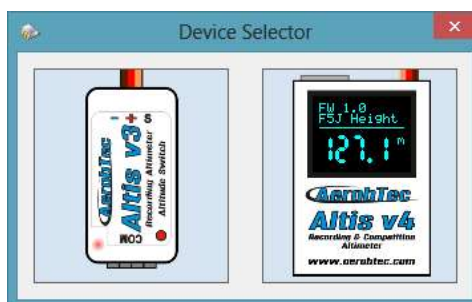 Device Selector
- + S
AerobTec
Altis v3
Recording Altimeter
Altitude Switch
COM
FW 1.0
F5J Height
127.1 m
AerobTec
Altis v4
Recording & Competition
Altimeter
www.aerobtec.com